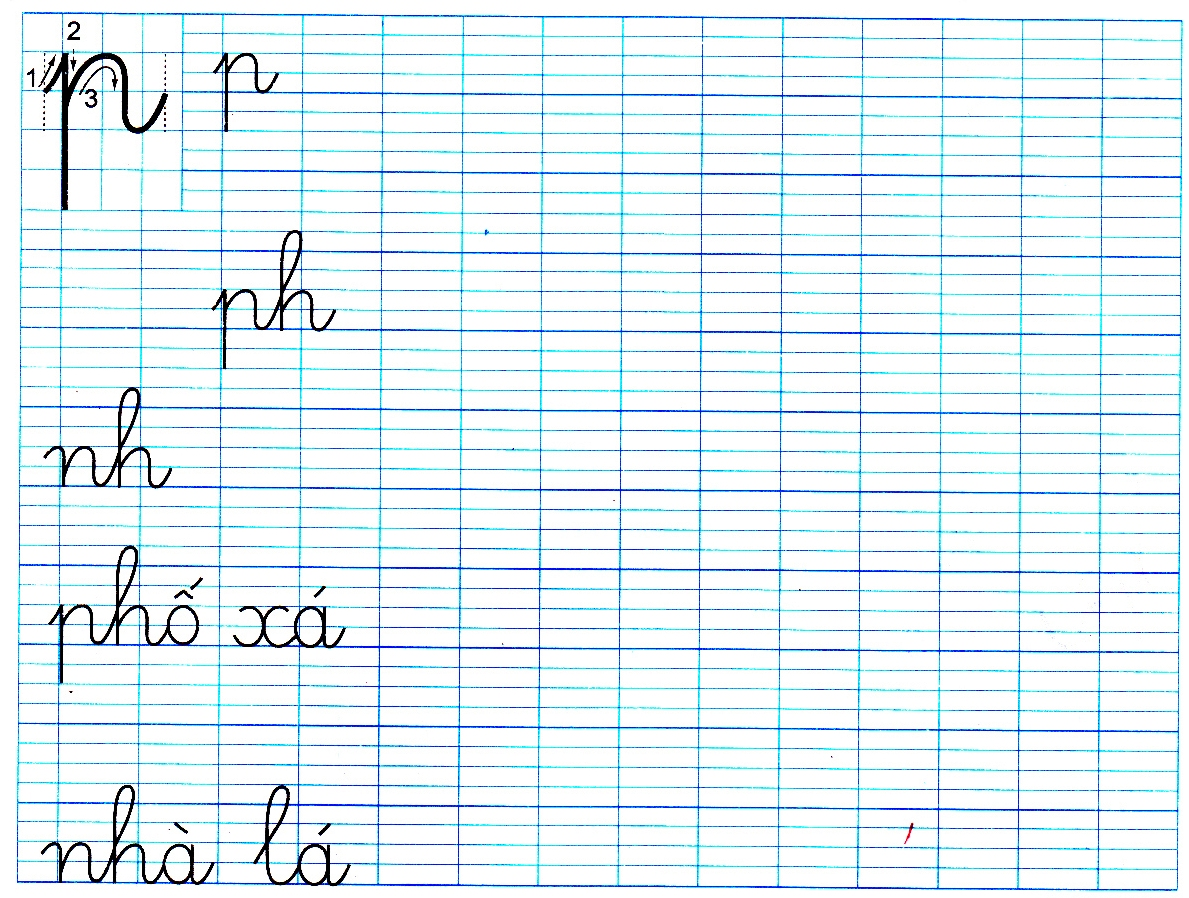 2
1 3 p p
ph
nh
phố xá
nhà lá